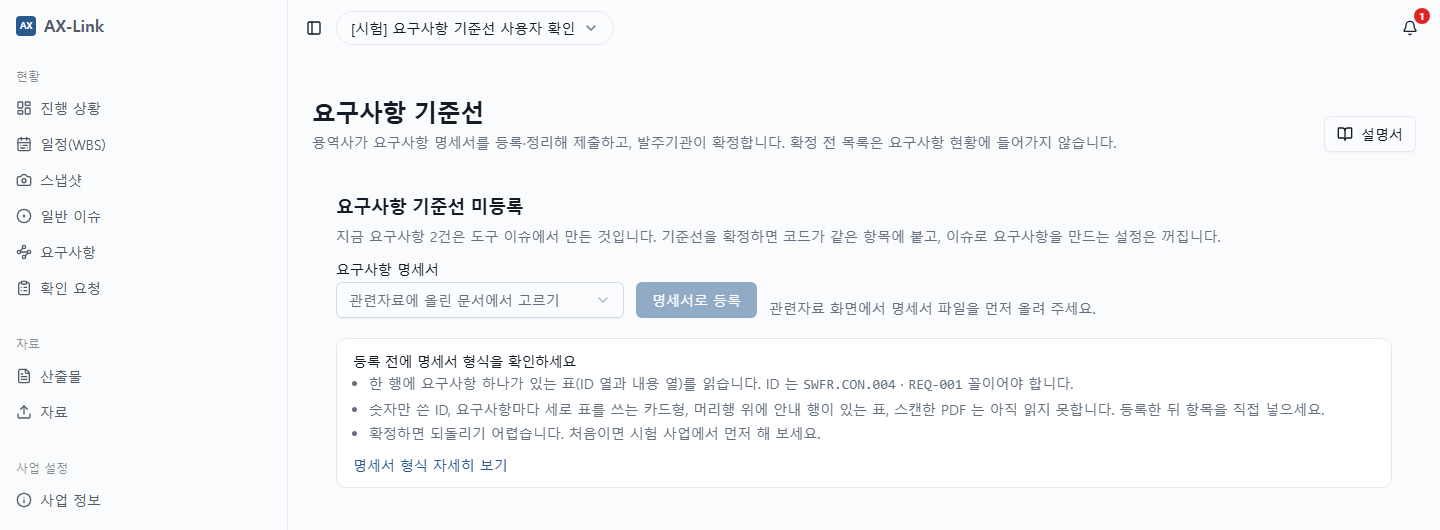 AX AX-Link
[시험] 요구사항 기준선 사용자 확인
1
현황
진행 상황
일정(WBS)
스냅샷
일반 이슈
요구사항
확인 요청
자료
산출물
자료
사업 설정
사업 정보
요구사항 기준선
용역사가 요구사항 명세서를 등록·정리해 제출하고, 발주기관이 확정합니다. 확정 전 목록은 요구사항 현황에 들어가지 않습니다.
설명서
요구사항 기준선 미등록
지금 요구사항 2건은 도구 이슈에서 만든 것입니다. 기준선을 확정하면 코드가 같은 항목에 붙고, 이슈로 요구사항을 만드는 설정은 꺼집니다.
요구사항 명세서
관련자료에 올린 문서에서 고르기
명세서로 등록
관련자료 화면에서 명세서 파일을 먼저 올려 주세요.
등록 전에 명세서 형식을 확인하세요
• 한 행에 요구사항 하나가 있는 표(ID 열과 내용 열)를 읽습니다. ID 는 SWFR.CON.004 · REQ-001 꼴이어야 합니다.
• 숫자만 쓴 ID, 요구사항마다 세로 표를 쓰는 카드형, 머리행 위에 안내 행이 있는 표, 스캔한 PDF 는 아직 읽지 못합니다. 등록한 뒤 항목을 직접 넣으세요.
• 확정하면 되돌리기 어렵습니다. 처음이면 시험 사업에서 먼저 해 보세요.
명세서 형식 자세히 보기